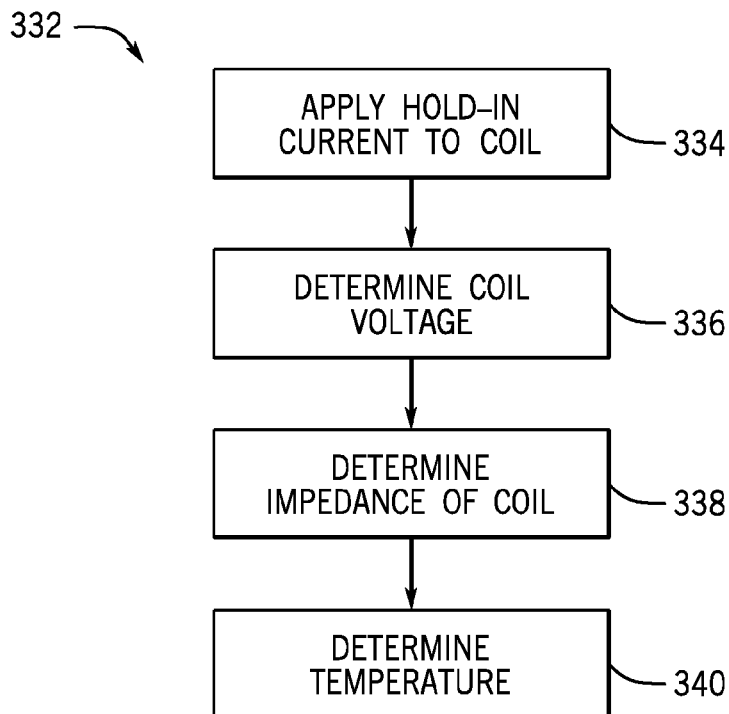 332
APPLY HOLD-IN
CURRENT TO COIL
334
DETERMINE COIL
VOLTAGE
336
DETERMINE
IMPEDANCE OF COIL
338
DETERMINE
TEMPERATURE
340